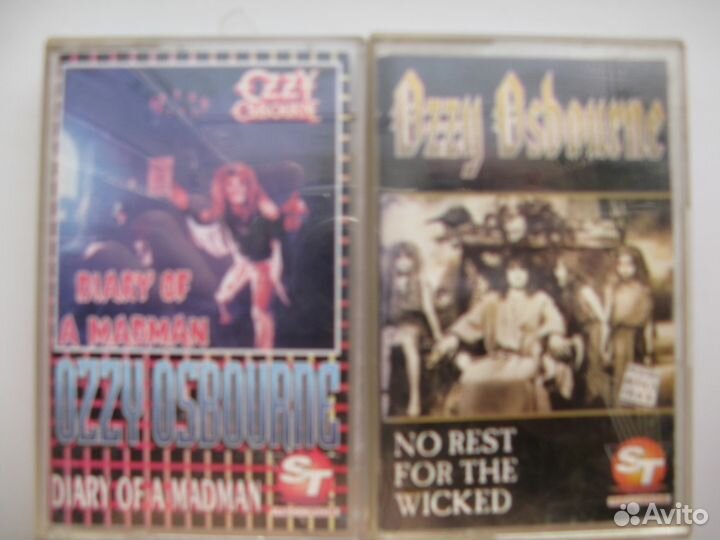 OZZY
OSBOURNE
DIARY OF
A MADMAN
OZZY OSBOURNE
DIARY OF A MADMAN
ST
Ozzy Osbourne
NO REST
FOR THE
WICKED
ST
Avito